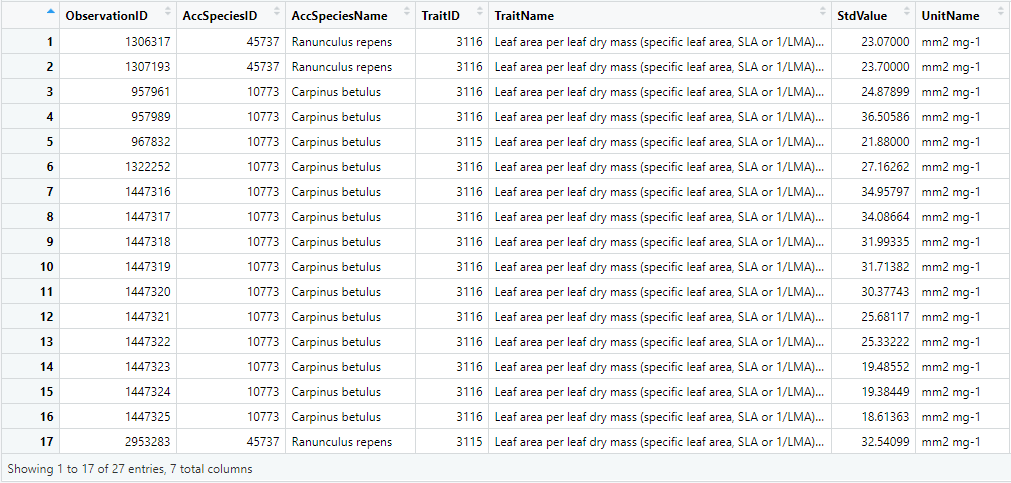 ObservationID AccSpeciesID AccSpeciesName TraitID TraitName StdValue UnitName
1 1306317 45737 Ranunculus repens 3116 Leaf area per leaf dry mass (specific leaf area, SLA or 1/LMA)... 23.07000 mm2 mg-1
2 1307193 45737 Ranunculus repens 3116 Leaf area per leaf dry mass (specific leaf area, SLA or 1/LMA)... 23.70000 mm2 mg-1
3 957961 10773 Carpinus betulus 3116 Leaf area per leaf dry mass (specific leaf area, SLA or 1/LMA)... 24.87899 mm2 mg-1
4 957989 10773 Carpinus betulus 3116 Leaf area per leaf dry mass (specific leaf area, SLA or 1/LMA)... 36.50586 mm2 mg-1
5 967832 10773 Carpinus betulus 3115 Leaf area per leaf dry mass (specific leaf area, SLA or 1/LMA)... 21.88000 mm2 mg-1
6 1322252 10773 Carpinus betulus 3116 Leaf area per leaf dry mass (specific leaf area, SLA or 1/LMA)... 27.16262 mm2 mg-1
7 1447316 10773 Carpinus betulus 3116 Leaf area per leaf dry mass (specific leaf area, SLA or 1/LMA)... 34.95797 mm2 mg-1
8 1447317 10773 Carpinus betulus 3116 Leaf area per leaf dry mass (specific leaf area, SLA or 1/LMA)... 34.08664 mm2 mg-1
9 1447318 10773 Carpinus betulus 3116 Leaf area per leaf dry mass (specific leaf area, SLA or 1/LMA)... 31.99335 mm2 mg-1
10 1447319 10773 Carpinus betulus 3116 Leaf area per leaf dry mass (specific leaf area, SLA or 1/LMA)... 31.71382 mm2 mg-1
11 1447320 10773 Carpinus betulus 3116 Leaf area per leaf dry mass (specific leaf area, SLA or 1/LMA)... 30.37743 mm2 mg-1
12 1447321 10773 Carpinus betulus 3116 Leaf area per leaf dry mass (specific leaf area, SLA or 1/LMA)... 25.68117 mm2 mg-1
13 1447322 10773 Carpinus betulus 3116 Leaf area per leaf dry mass (specific leaf area, SLA or 1/LMA)... 25.33222 mm2 mg-1
14 1447323 10773 Carpinus betulus 3116 Leaf area per leaf dry mass (specific leaf area, SLA or 1/LMA)... 19.48552 mm2 mg-1
15 1447324 10773 Carpinus betulus 3116 Leaf area per leaf dry mass (specific leaf area, SLA or 1/LMA)... 19.38449 mm2 mg-1
16 1447325 10773 Carpinus betulus 3116 Leaf area per leaf dry mass (specific leaf area, SLA or 1/LMA)... 18.61363 mm2 mg-1
17 2953283 45737 Ranunculus repens 3115 Leaf area per leaf dry mass (specific leaf area, SLA or 1/LMA)... 32.54099 mm2 mg-1
Showing 1 to 17 of 27 entries, 7 total columns